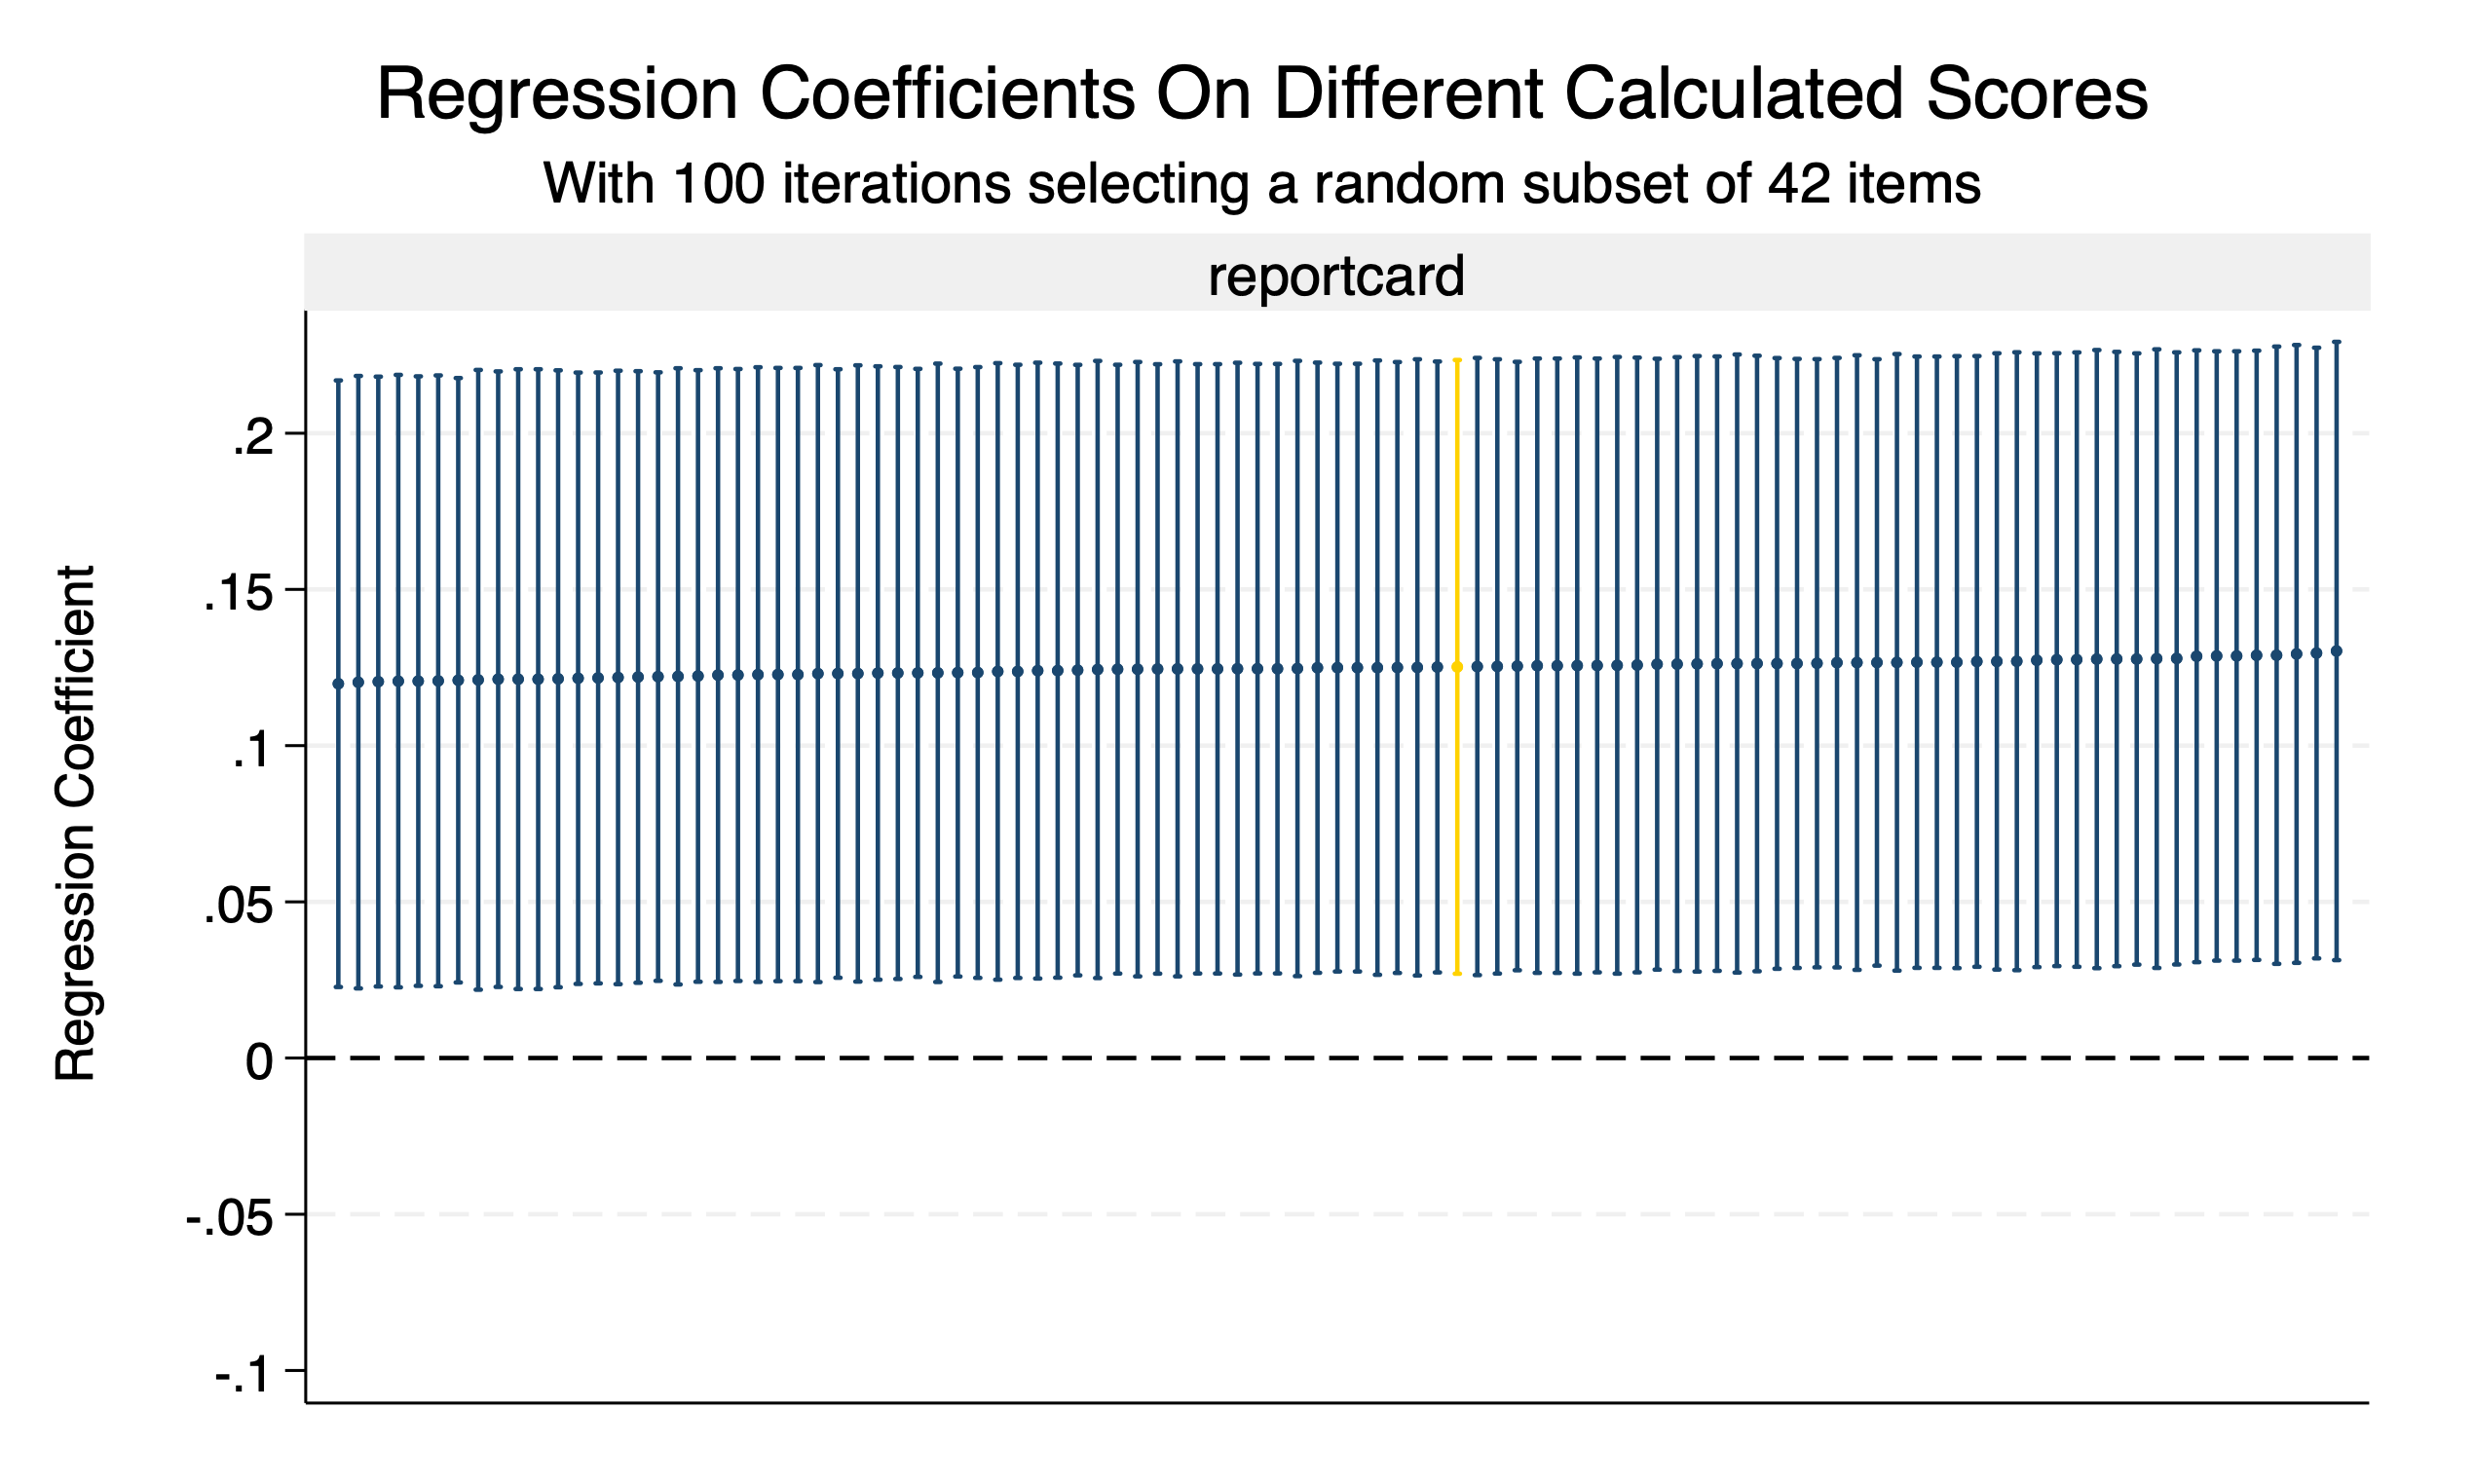 Regression Coefficients On Different Calculated Scores
With 100 iterations selecting a random subset of 42 items
reportcard
Regression Coefficient
.2
.15
.1
.05
0
-.05
-.1